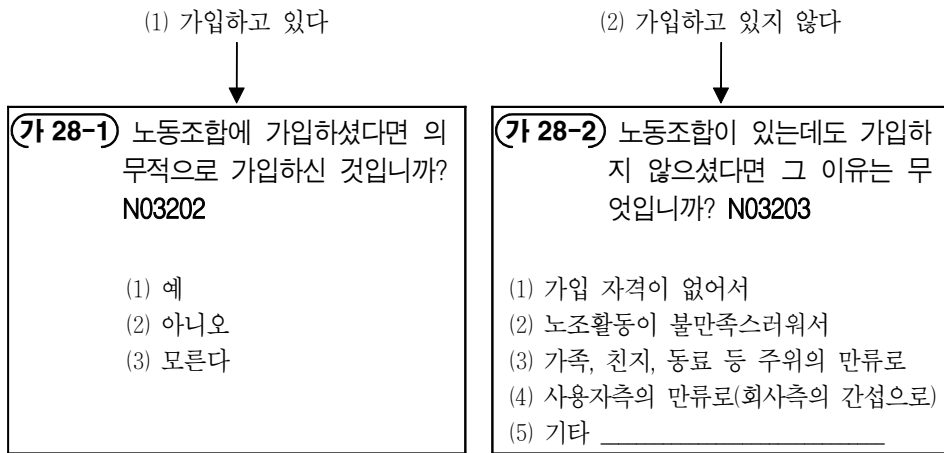 (1) 가입하고 있다
(2) 가입하고 있지 않다
가 28-1 노동조합에 가입하셨다면 의
무적으로 가입하신 것입니까?
N03202
(1) 예
(2) 아니오
(3) 모른다
가 28-2 노동조합이 있는데도 가입하
지 않으셨다면 그 이유는 무
엇입니까? N03203
(1) 가입 자격이 없어서
(2) 노조활동이 불만족스러워서
(3) 가족, 친지, 동료 등 주위의 만류로
(4) 사용자측의 만류로(회사측의 간섭으로)
(5) 기타 ______________________